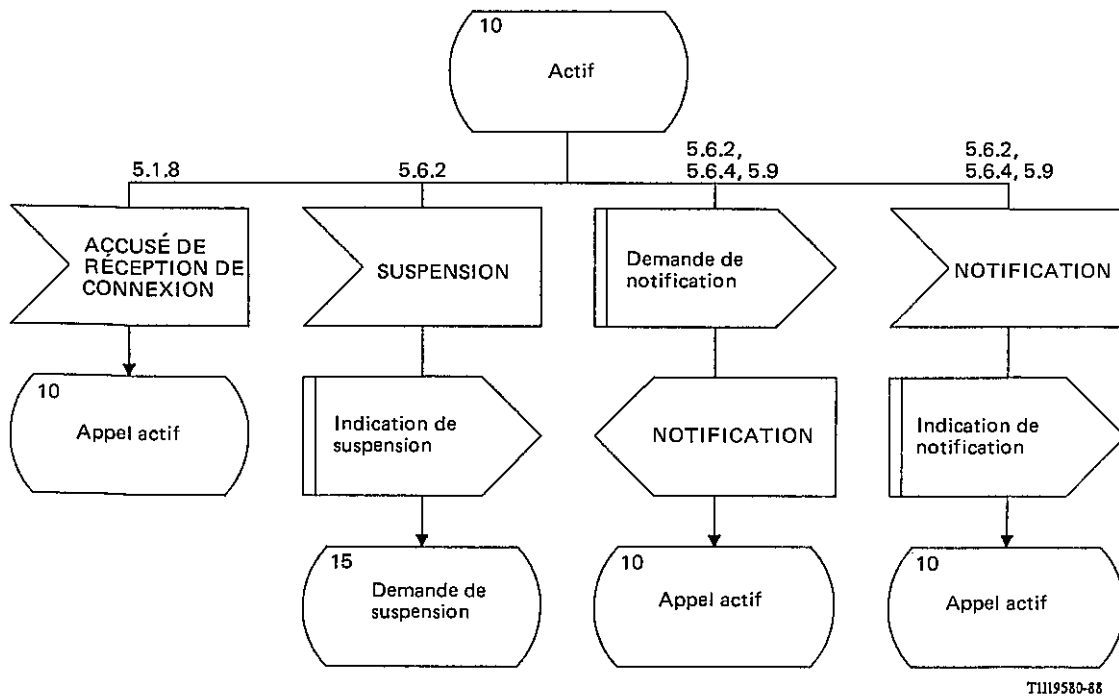 10
Actif
5.1.8
5.6.2
5.6.2,
5.6.4, 5.9
5.6.2,
5.6.4, 5.9
ACCUSÉ DE
RÉCEPTION DE
CONNEXION
SUSPENSION
Demande de
notification
NOTIFICATION
10
Appel actif
Indication de
suspension
NOTIFICATION
Indication de
notification
15
Demande de
suspension
10
Appel actif
10
Appel actif
T1119580-88